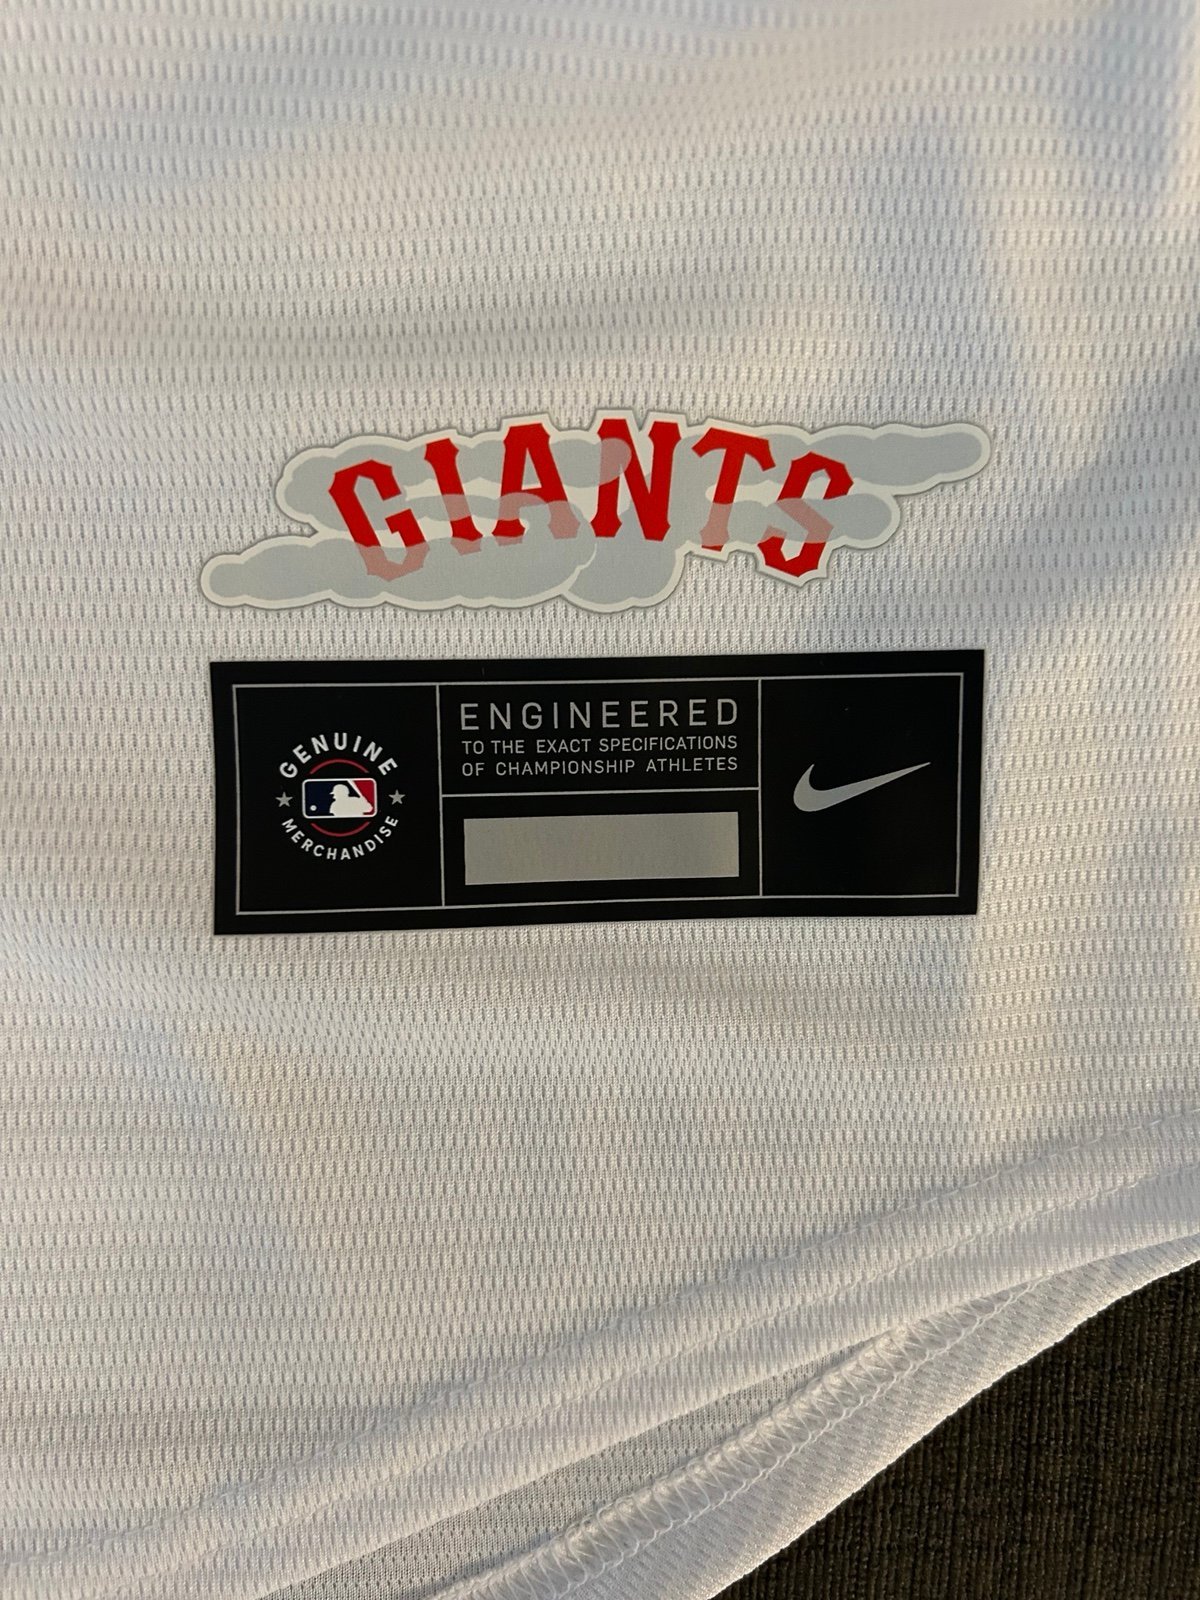 GIANTS
GENUINE
MERCHANDISE
ENGINEERED
TO THE EXACT SPECIFICATIONS
OF CHAMPIONSHIP ATHLETES